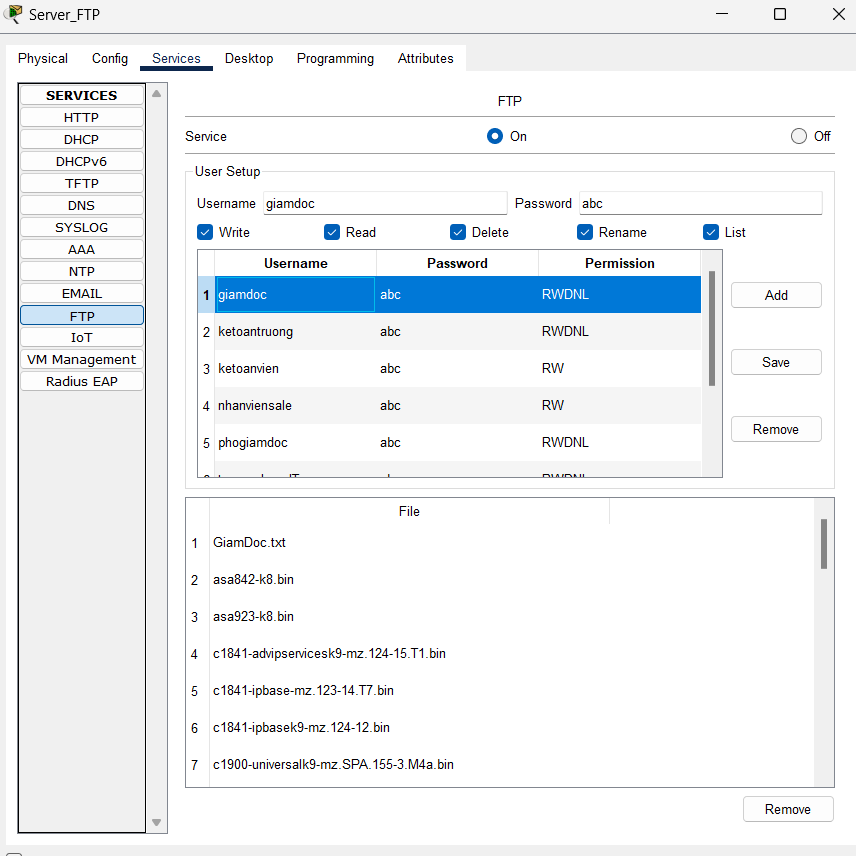 Server_FTP
Physical Config Services Desktop Programming Attributes
SERVICES
HTTP
DHCP
DHCPv6
TFTP
DNS
SYSLOG
AAA
NTP
EMAIL
FTP
IoT
VM Management
Radius EAP
FTP
Service On Off
User Setup
Username giamdoc Password abc
Write Read Delete Rename List
Username Password Permission
1 giamdoc abc RWDNL
2 ketoantruong abc RWDNL
3 ketoanvien abc RW
4 nhanviensale abc RW
5 phogiamdoc abc RWDNL
Add
Save
Remove
File
1 GiamDoc.txt
2 asa842-k8.bin
3 asa923-k8.bin
4 c1841-advipservicesk9-mz.124-15.T1.bin
5 c1841-ipbase-mz.123-14.T7.bin
6 c1841-ipbasek9-mz.124-12.bin
7 c1900-universalk9-mz.SPA.155-3.M4a.bin
Remove